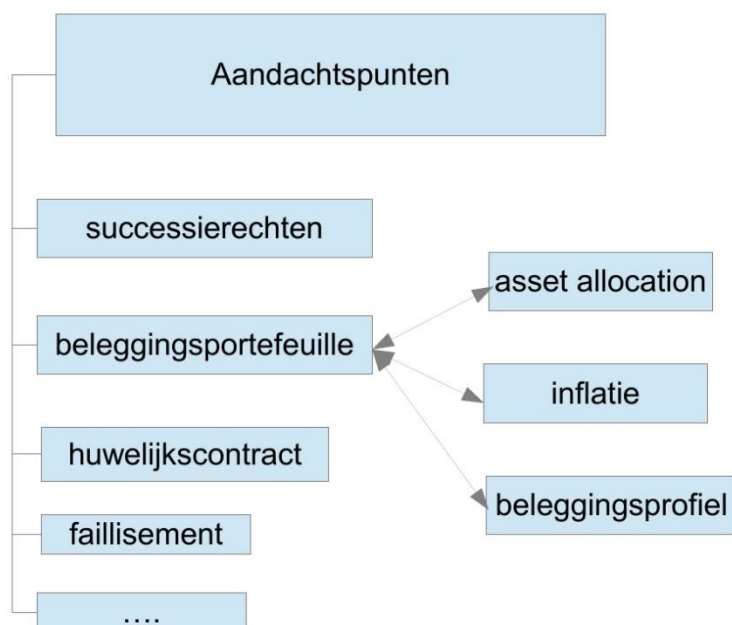 Aandachtspunten
successierechten
beleggingsportefeuille
huwelijkscontract
faillisement
....
asset allocation
inflatie
beleggingsprofiel